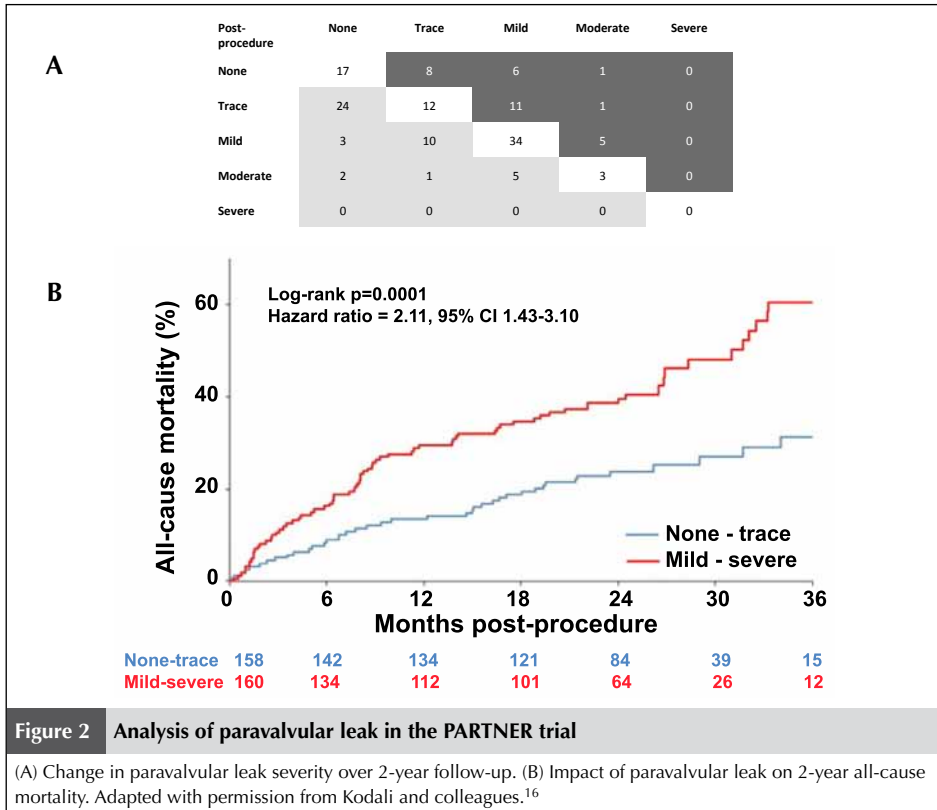 A
Post-procedure None Trace Mild Moderate Severe
None 17 8 6 1 0
Trace 24 12 11 1 0
Mild 3 10 34 5 0
Moderate 2 1 5 3 0
Severe 0 0 0 0 0
B
Log-rank p=0.0001
Hazard ratio = 2.11, 95% CI 1.43-3.10
All-cause mortality (%)
60
40
20
0
None - trace
Mild - severe
0 6 12 18 24 30 36
Months post-procedure
None-trace 158 142 134 121 84 39 15
Mild-severe 160 134 112 101 64 26 12
Figure 2 Analysis of paravalvular leak in the PARTNER trial
(A) Change in paravalvular leak severity over 2-year follow-up. (B) Impact of paravalvular leak on 2-year all-cause
mortality. Adapted with permission from Kodali and colleagues.16